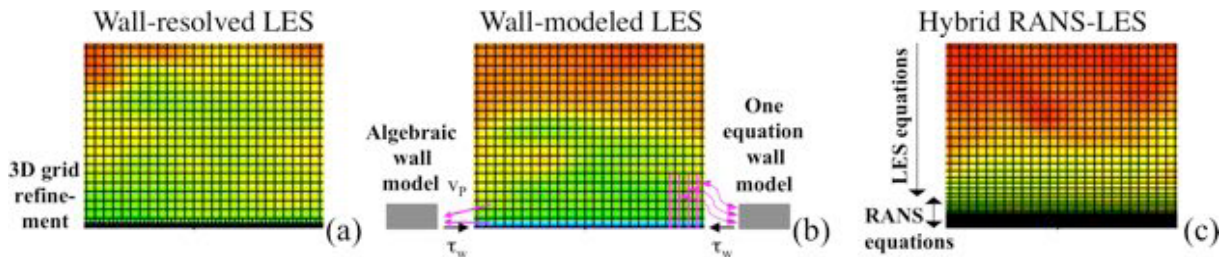 Wall-resolved LES
3D grid
refine-
ment
(a)
Wall-modeled LES
Algebraic
wall
model
v_P
τ_w
One
equation
wall
model
τ_w
(b)
Hybrid RANS-LES
LES equations
RANS
equations
(c)